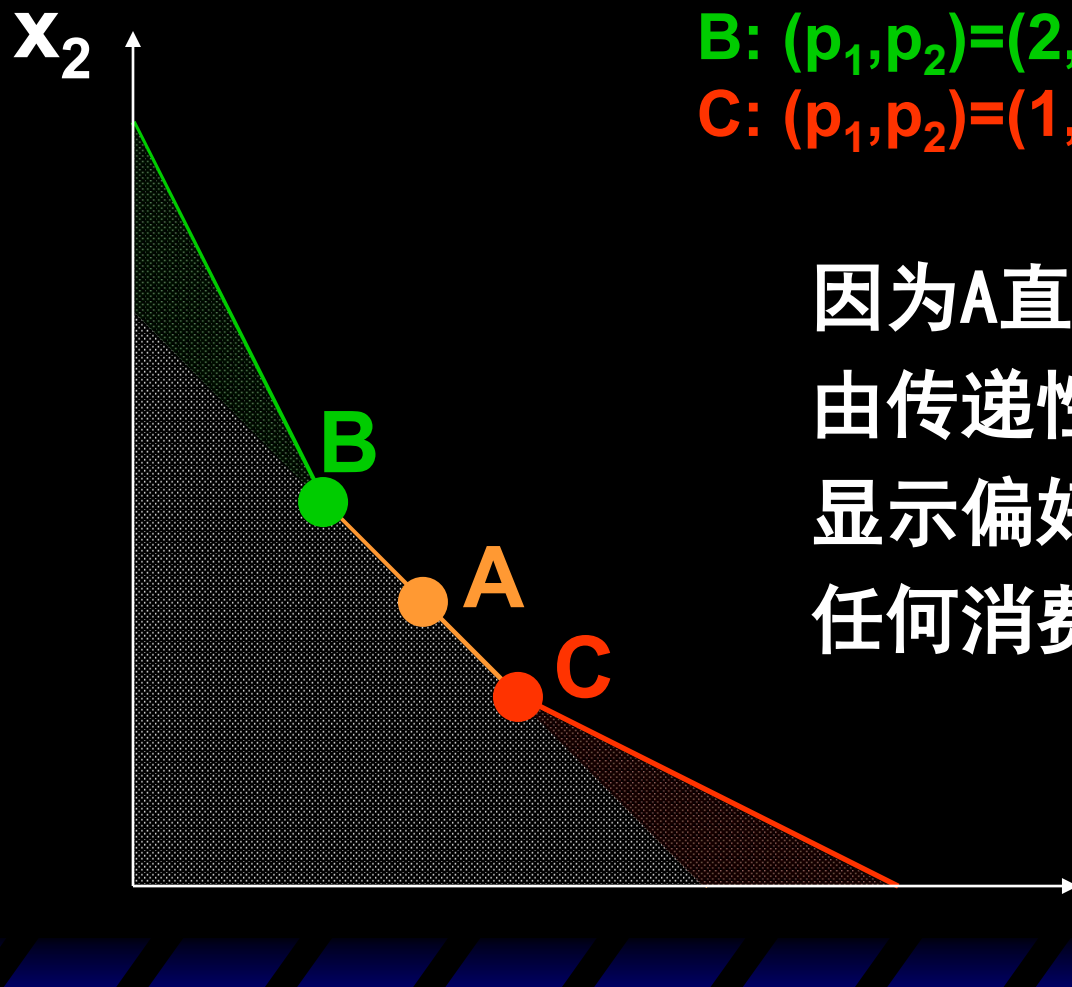 x₂
B: (p₁,p₂)=(2,
C: (p₁,p₂)=(1,
因为A直
由传递性
显示偏好
任何消费
B
A
C